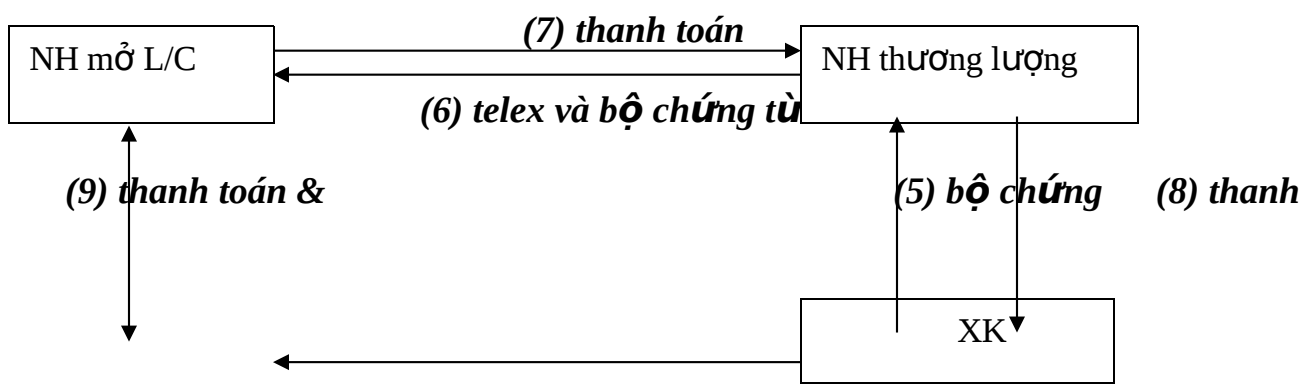 (7) thanh toán
NH mở L/C
NH thương lượng
(6) telex và bộ chứng từ
(9) thanh toán &
(5) bộ chứng
(8) thanh
XK